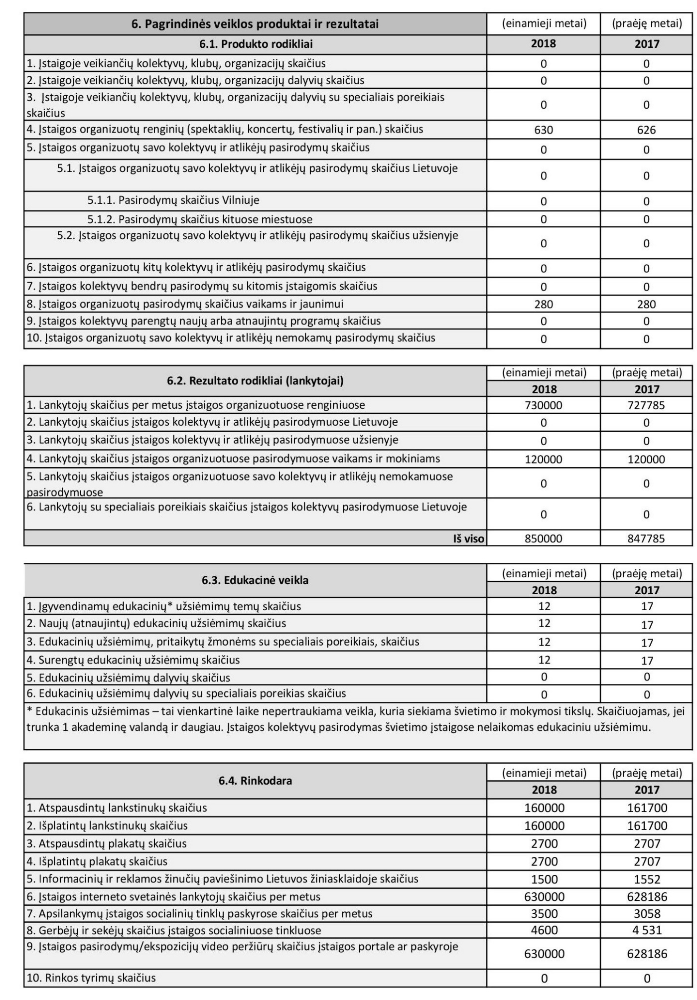 6. Pagrindinės veiklos produktai ir rezultatai (einamieji metai) (praėję metai)
6.1. Produkto rodikliai 2018 2017
1. Įstaigoje veikiančių kolektyvų, klubų, organizacijų skaičius 0 0
2. Įstaigoje veikiančių kolektyvų, klubų, organizacijų dalyvių skaičius 0 0
3. Įstaigoje veikiančių kolektyvų, klubų, organizacijų dalyvių su specialiais poreikiais
skaičius 0 0
4. Įstaigos organizuotų renginių (spektaklių, koncertų, festivalių ir pan.) skaičius 630 626
5. Įstaigos organizuotų savo kolektyvų ir atlikėjų pasirodymų skaičius 0 0
5.1. Įstaigos organizuotų savo kolektyvų ir atlikėjų pasirodymų skaičius Lietuvoje 0 0
5.1.1. Pasirodymų skaičius Vilniuje 0 0
5.1.2. Pasirodymų skaičius kituose miestuose 0 0
5.2. Įstaigos organizuotų savo kolektyvų ir atlikėjų pasirodymų skaičius užsienyje 0 0
6. Įstaigos organizuotų kitų kolektyvų ir atlikėjų pasirodymų skaičius 0 0
7. Įstaigos kolektyvų bendrų pasirodymų su kitomis įstaigomis skaičius 0 0
8. Įstaigos organizuotų pasirodymų skaičius vaikams ir jaunimui 280 280
9. Įstaigos kolektyvų parengtų naujų arba atnaujintų programų skaičius 0 0
10. Įstaigos organizuotų savo kolektyvų ir atlikėjų nemokamų pasirodymų skaičius 0 0
6.2. Rezultato rodikliai (lankytojai) (einamieji metai) (praėję metai)
2018 2017
1. Lankytojų skaičius per metus įstaigos organizuotuose renginiuose 730000 727785
2. Lankytojų skaičius įstaigos kolektyvų ir atlikėjų pasirodymuose Lietuvoje 0 0
3. Lankytojų skaičius įstaigos kolektyvų ir atlikėjų pasirodymuose užsienyje 0 0
4. Lankytojų skaičius įstaigos organizuotuose pasirodymuose vaikams ir mokiniams 120000 120000
5. Lankytojų skaičius įstaigos organizuotuose savo kolektyvų ir atlikėjų nemokamuose
pasirodymuose 0 0
6. Lankytojų su specialiais poreikiais skaičius įstaigos kolektyvų pasirodymuose Lietuvoje 0 0
Iš viso 850000 847785
6.3. Edukacinė veikla (einamieji metai) (praėję metai)
2018 2017
1. Įgyvendinamų edukacinių* užsiėmimų temų skaičius 12 17
2. Naujų (atnaujintų) edukacinių užsiėmimų skaičius 12 17
3. Edukacinių užsiėmimų, pritaikytų žmonėms su specialiais poreikiais, skaičius 12 17
4. Surengtų edukacinių užsiėmimų skaičius 12 17
5. Edukacinių užsiėmimų dalyvių skaičius 0 0
6. Edukacinių užsiėmimų dalyvių su specialiais poreikias skaičius 0 0
* Edukacinis užsiėmimas – tai vienkartinė laike nepertraukiama veikla, kuria siekiama švietimo ir mokymosi tikslų. Skaičiuojamas, jei
trunka 1 akademinę valandą ir daugiau. Įstaigos kolektyvų pasirodymas švietimo įstaigose nelaikomas edukaciniu užsiėmimu.
6.4. Rinkodara (einamieji metai) (praėję metai)
2018 2017
1. Atspausdintų lankstinukų skaičius 160000 161700
2. Išplatintų lankstinukų skaičius 160000 161700
3. Atspausdintų plakatų skaičius 2700 2707
4. Išplatintų plakatų skaičius 2700 2707
5. Informacinių ir reklamos žinučių paviešinimo Lietuvos žiniasklaidoje skaičius 1500 1552
6. Įstaigos interneto svetainės lankytojų skaičius per metus 630000 628186
7. Apsilankymų įstaigos socialinių tinklų paskyrose skaičius per metus 3500 3058
8. Gerbėjų ir sekėjų skaičius įstaigos socialiniuose tinkluose 4600 4 531
9. Įstaigos pasirodymų/ekspozicijų video peržiūrų skaičius įstaigos portale ar paskyroje 630000 628186
10. Rinkos tyrimų skaičius 0 0